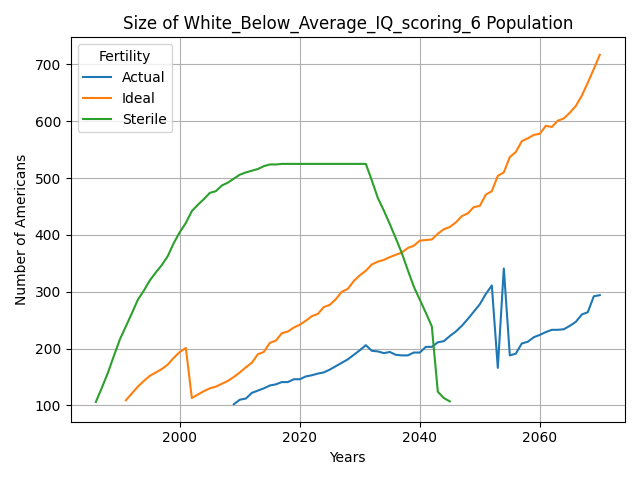 Size of White_Below_Average_IQ_scoring_6 Population
Fertility
Actual
Ideal
Sterile
Number of Americans
700
600
500
400
300
200
100
2000
2020
2040
2060
Years